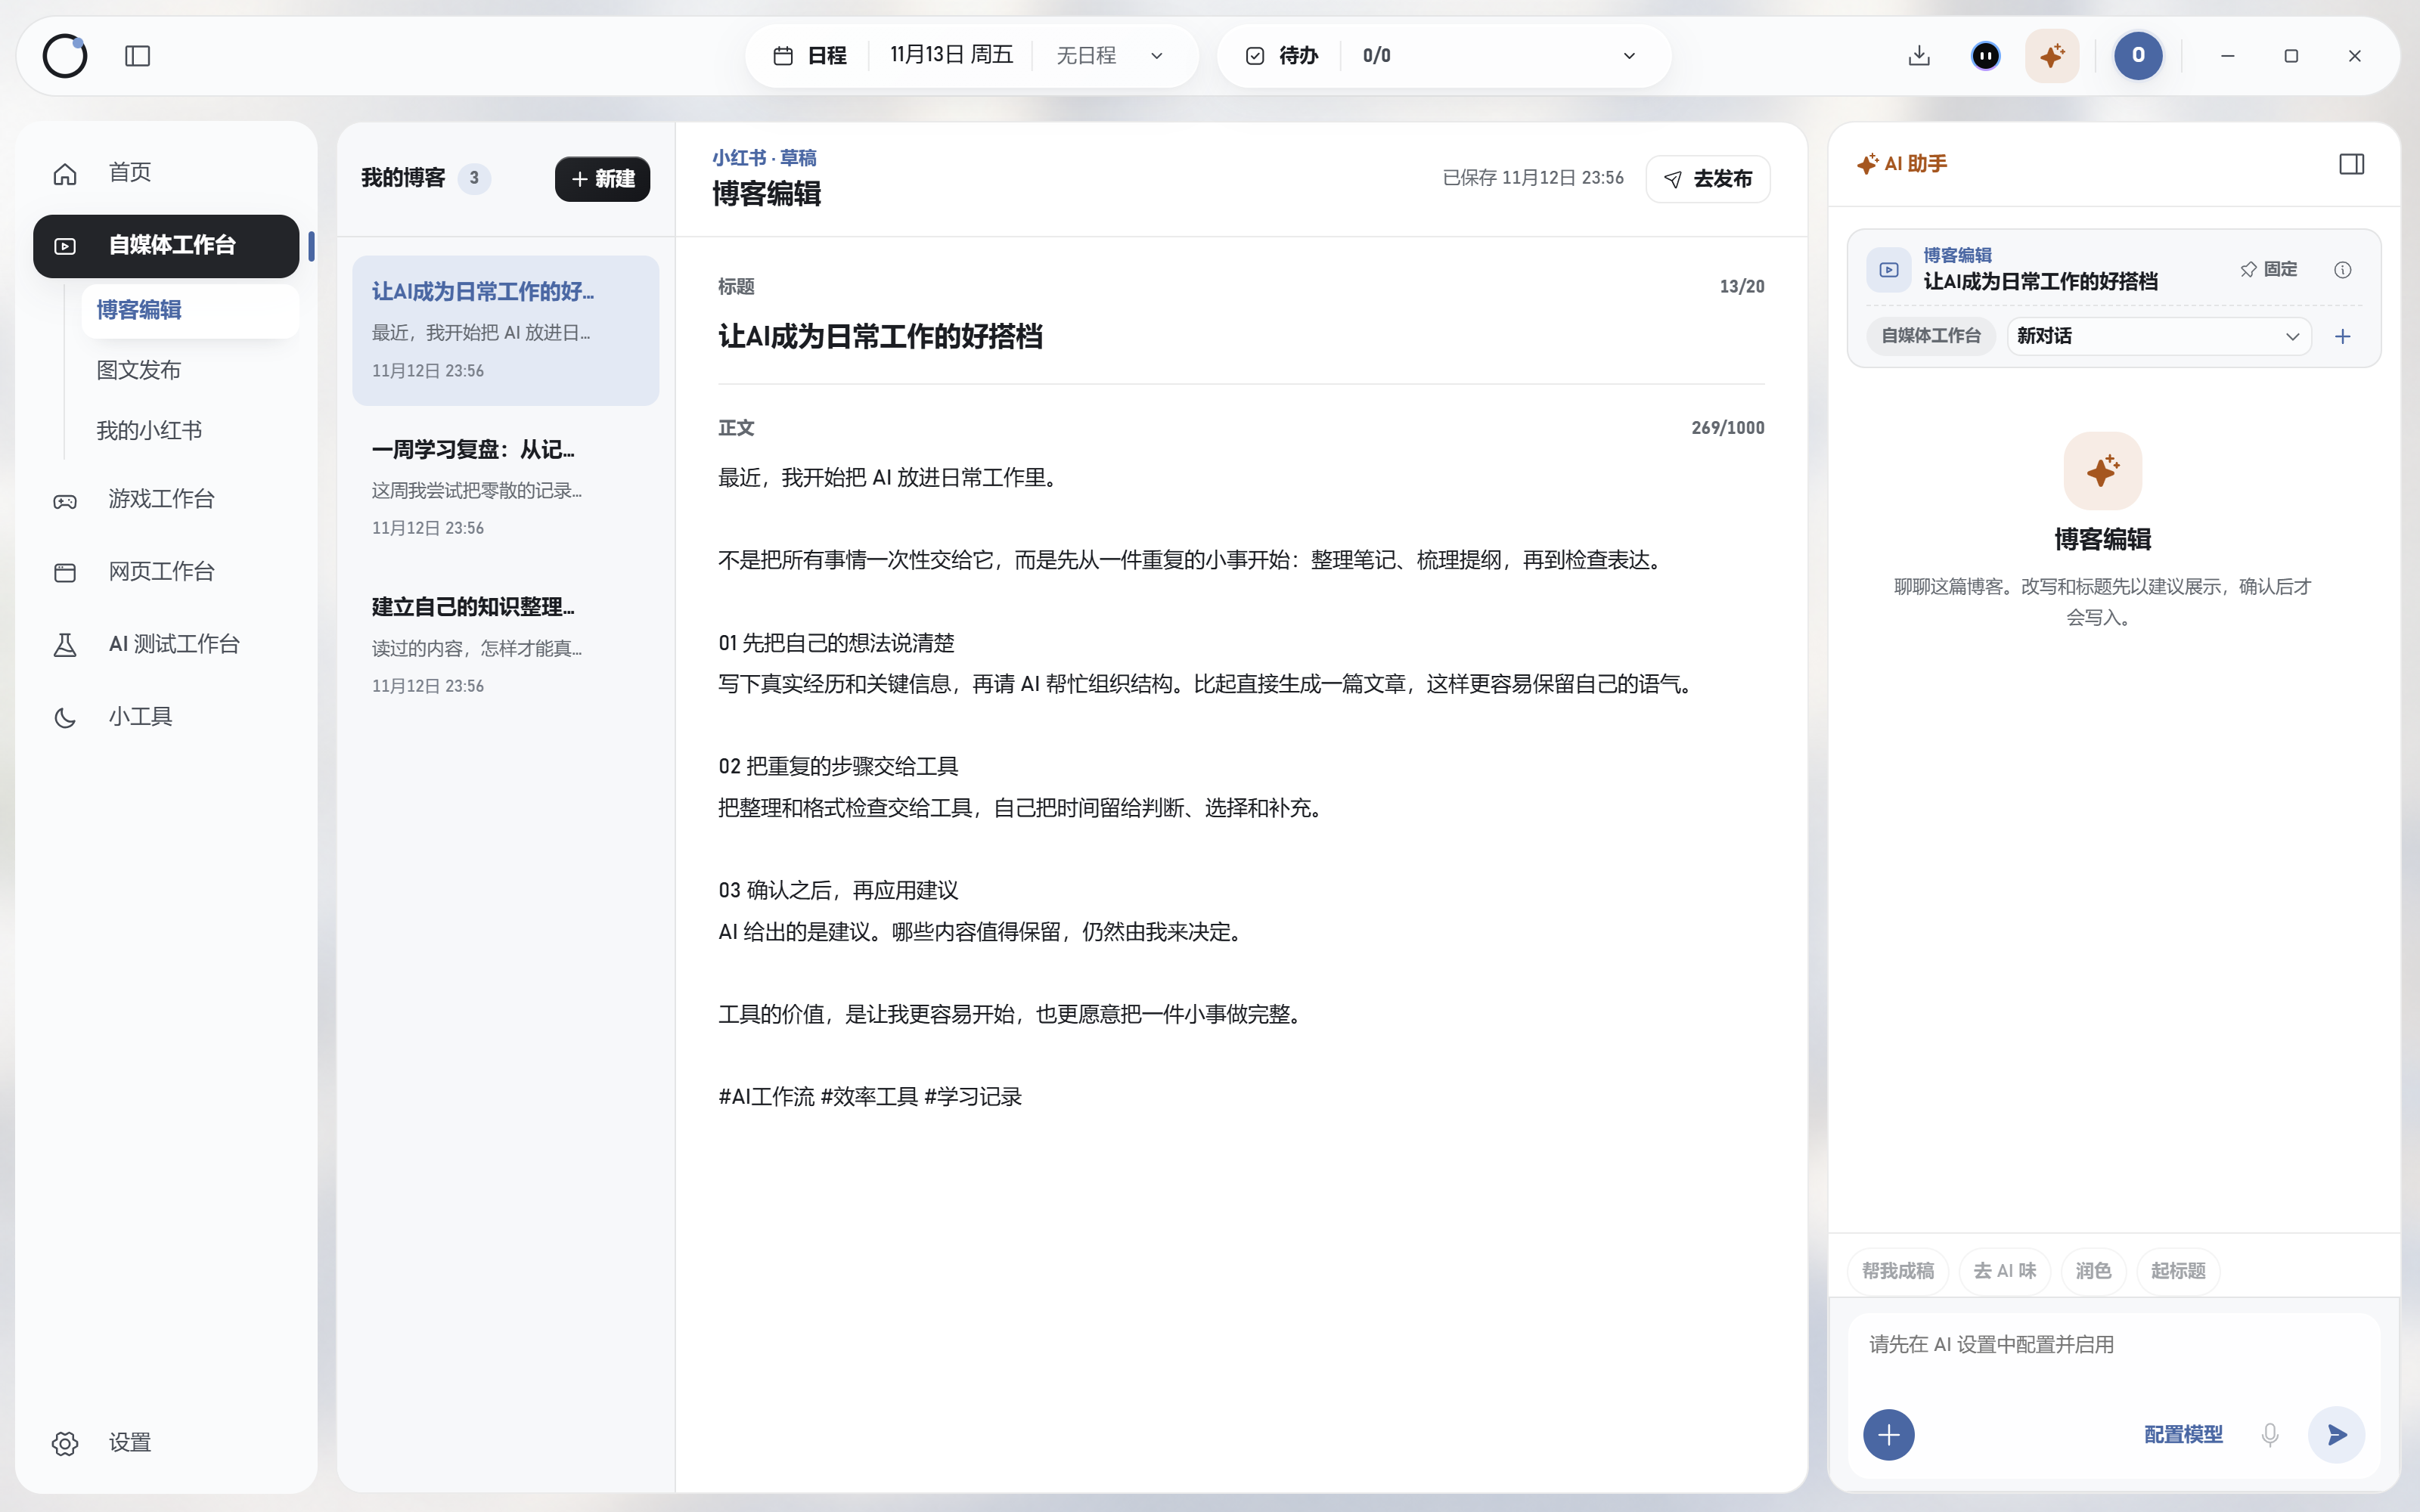 日程
11月13日 周五
无日程
待办
0/0
O
首页
自媒体工作台
博客编辑
图文发布
我的小红书
游戏工作台
网页工作台
AI 测试工作台
小工具
设置
我的博客 3
新建
让AI成为日常工作的好...
最近，我开始把 AI 放进日...
11月12日 23:56
一周学习复盘：从记...
这周我尝试把零散的记录...
11月12日 23:56
建立自己的知识整理...
读过的内容，怎样才能真...
11月12日 23:56
小红书 · 草稿
博客编辑
已保存 11月12日 23:56
去发布
标题
13/20
让AI成为日常工作的好搭档
正文
269/1000
最近，我开始把 AI 放进日常工作里。
不是把所有事情一次性交给它，而是先从一件重复的小事开始：整理笔记、梳理提纲，再到检查表达。
01 先把自己的想法说清楚
写下真实经历和关键信息，再请 AI 帮忙组织结构。比起直接生成一篇文章，这样更容易保留自己的语气。
02 把重复的步骤交给工具
把整理和格式检查交给工具，自己把时间留给判断、选择和补充。
03 确认之后，再应用建议
AI 给出的是建议。哪些内容值得保留，仍然由我来决定。
工具的价值，是让我更容易开始，也更愿意把一件小事做完整。
#AI工作流 #效率工具 #学习记录
AI 助手
博客编辑
让AI成为日常工作的好搭档
固定
自媒体工作台
新对话
博客编辑
聊聊这篇博客。改写和标题先以建议展示，确认后才
会写入。
帮我成稿
去 AI 味
润色
起标题
请先在 AI 设置中配置并启用
配置模型